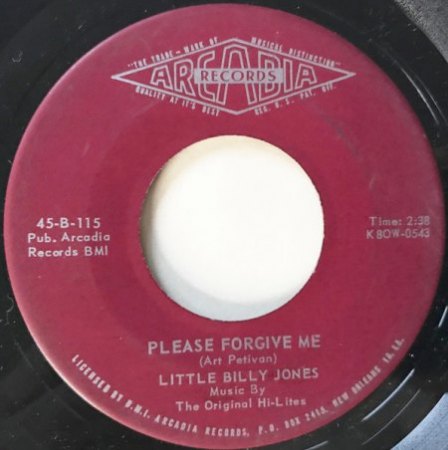 "THE TRADE - MARK OF MUSICAL DISTINCTION"
ARCADIA
RECORDS
QUALITY AT IT'S BEST REG. U. S. PAT. OFF.
45-B-115
Pub. Arcadia
Records BMI
Time: 2:38
K8OW-0543
PLEASE FORGIVE ME
(Art Petivan)
LITTLE BILLY JONES
Music By
The Original Hi-Lites
LICENSED BY B.M.I. ARCADIA RECORDS, P.O. BOX 2415, NEW ORLEANS 16, LA.